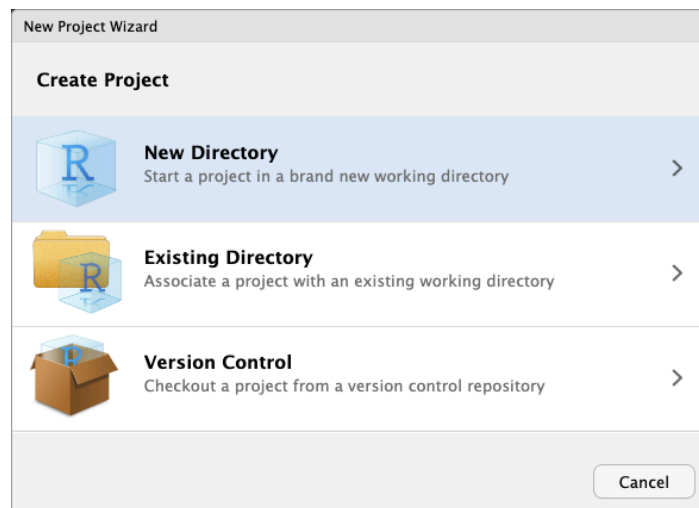 New Project Wizard
Create Project
R
New Directory
Start a project in a brand new working directory
R
Existing Directory
Associate a project with an existing working directory
R
Version Control
Checkout a project from a version control repository
Cancel